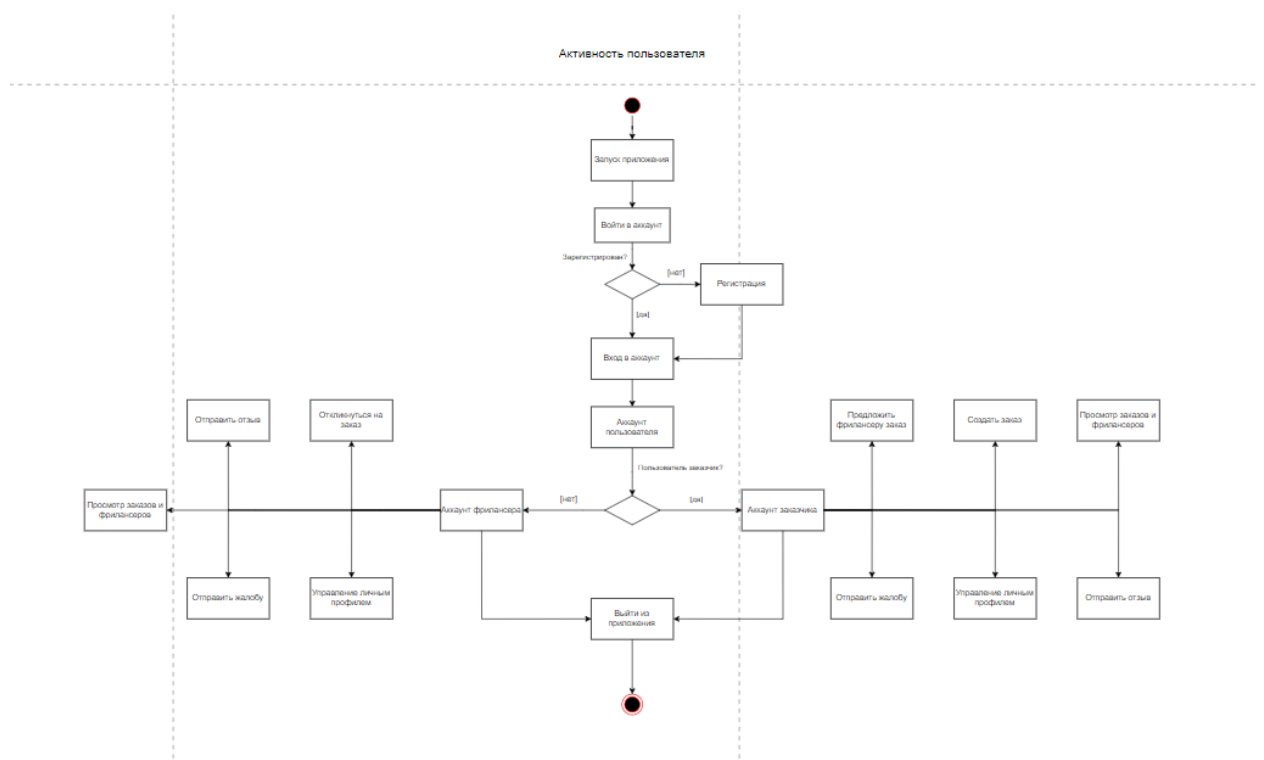 Активность пользователя
Запуск приложения
Войти в аккаунт
Зарегистрирован?
[нет]
Регистрация
[да]
Вход в аккаунт
Отправить отзыв
Откликнуться на
заказ
Аккаунт
пользователя
Предложить
фрилансеру заказ
Создать заказ
Просмотр заказов и
фрилансеров
Пользователь заказчик?
Просмотр заказов и
фрилансеров
Аккаунт фрилансера
[нет]
[да]
Аккаунт заказчика
Отправить жалобу
Управление личным
профилем
Выйти из
приложения
Отправить жалобу
Управление личным
профилем
Отправить отзыв